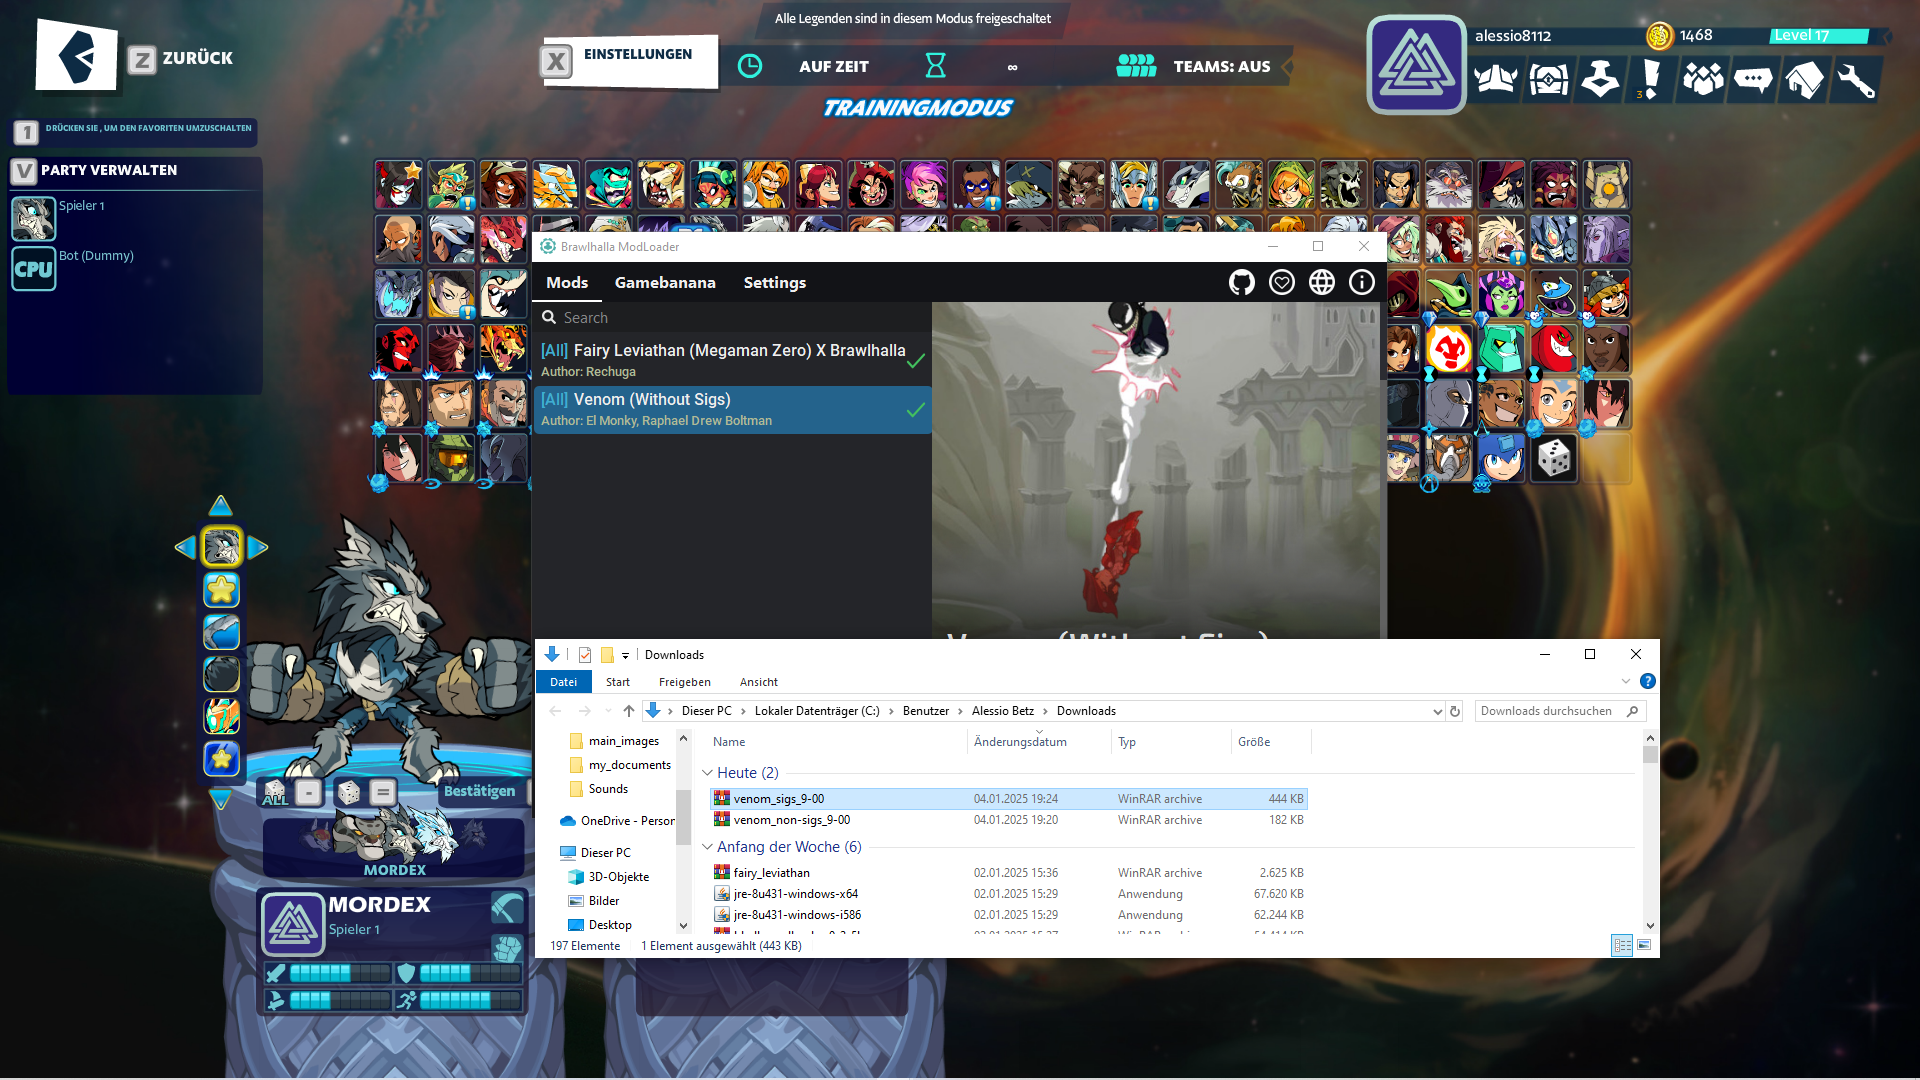 Alle Legenden sind in diesem Modus freigeschaltet
Z ZURÜCK
X EINSTELLUNGEN
AUF ZEIT
∞
TEAMS: AUS
TRAININGMODUS
alessio8112
1468
Level 17
3
1 DRÜCKEN SIE , UM DEN FAVORITEN UMZUSCHALTEN
V PARTY VERWALTEN
Spieler 1
CPU Bot (Dummy)
Brawlhalla ModLoader
Mods Gamebanana Settings
Search
[All] Fairy Leviathan (Megaman Zero) X Brawlhalla
Author: Rechuga
[All] Venom (Without Sigs)
Author: El Monky, Raphael Drew Boltman
Venom (Without Sigs)
Downloads
Datei Start Freigeben Ansicht
Dieser PC Lokaler Datenträger (C:) Benutzer Alessio Betz Downloads
Downloads durchsuchen
main_images
my_documents
Sounds
OneDrive - Person
Dieser PC
3D-Objekte
Bilder
Desktop
Name Änderungsdatum Typ Größe
Heute (2)
venom_sigs_9-00 04.01.2025 19:24 WinRAR archive 444 KB
venom_non-sigs_9-00 04.01.2025 19:20 WinRAR archive 182 KB
Anfang der Woche (6)
fairy_leviathan 02.01.2025 15:36 WinRAR archive 2.625 KB
jre-8u431-windows-x64 02.01.2025 15:29 Anwendung 67.620 KB
jre-8u431-windows-i586 02.01.2025 15:29 Anwendung 62.244 KB
197 Elemente 1 Element ausgewählt (443 KB)
ALL - = Bestätigen
MORDEX
MORDEX
Spieler 1